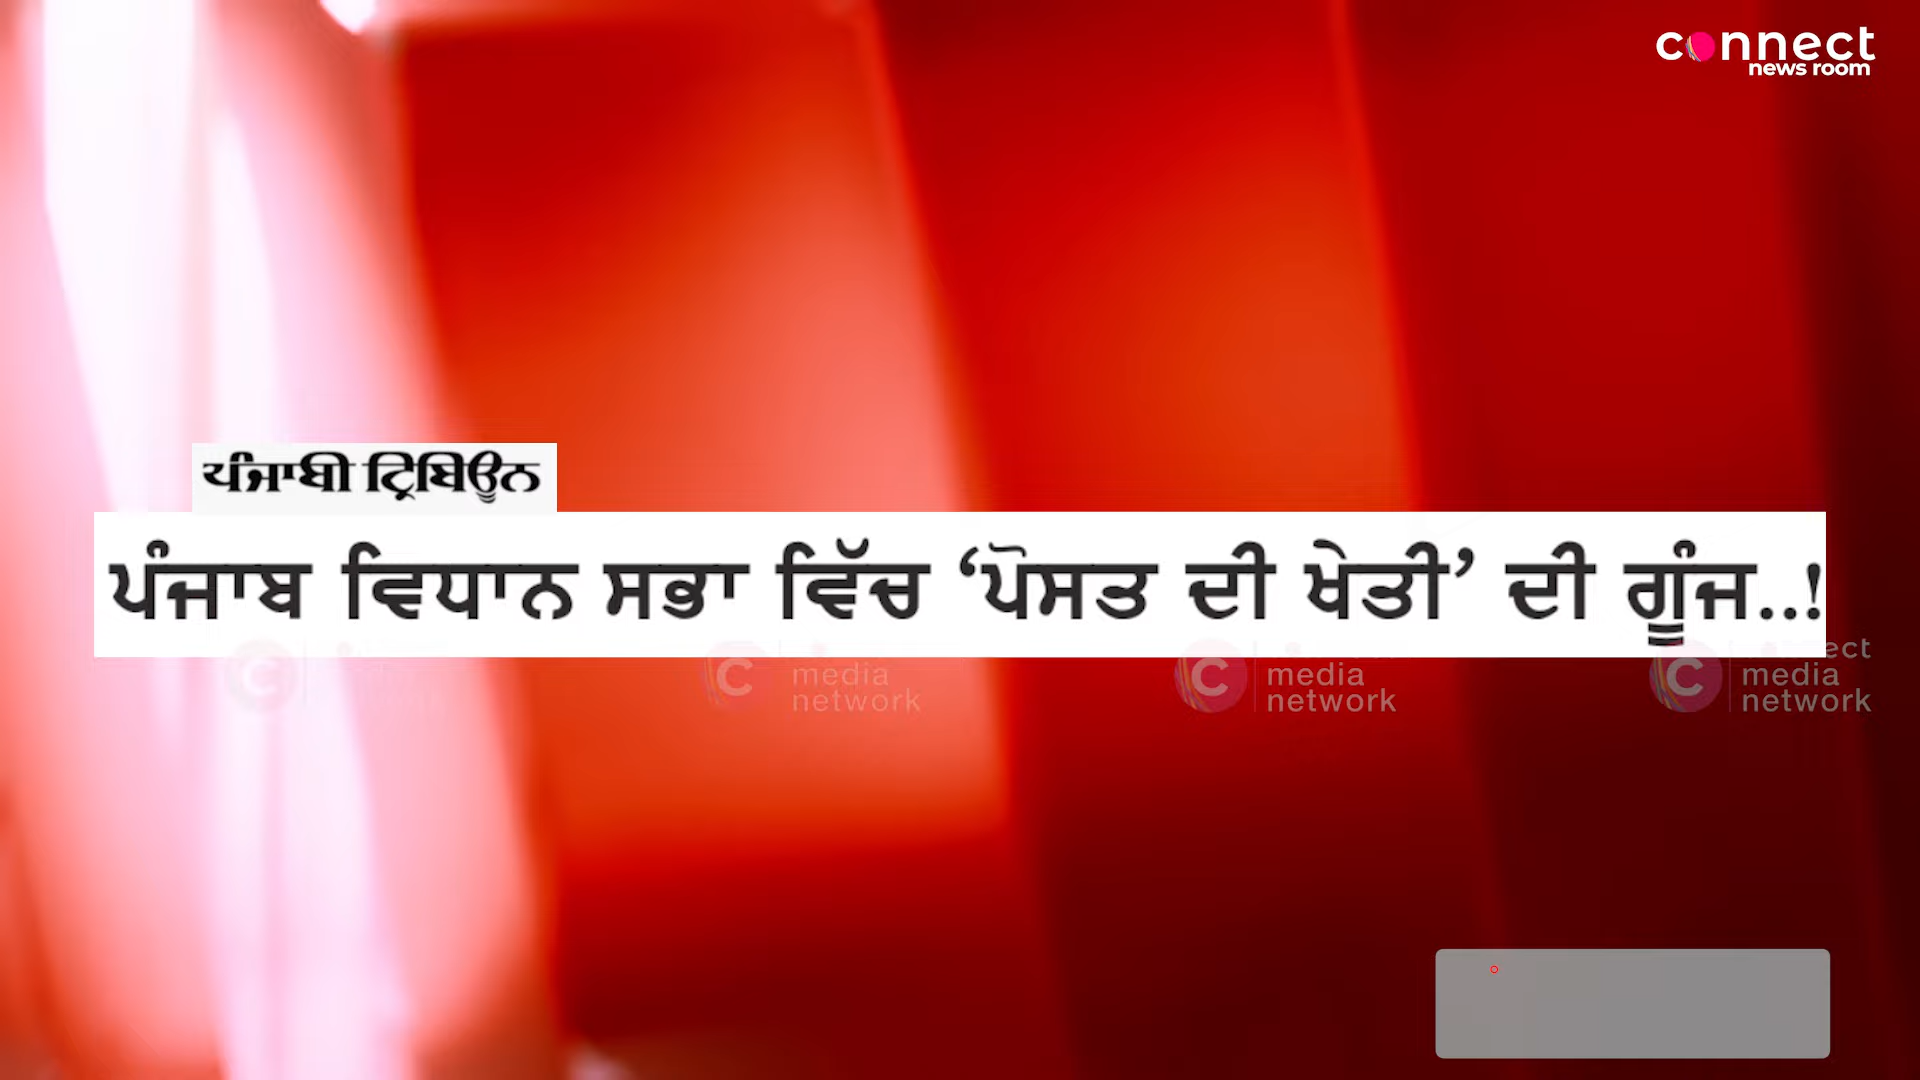 connect
news room
ਪੰਜਾਬੀ ਟ੍ਰਿਬਿਊਨ
ਪੰਜਾਬ ਵਿਧਾਨ ਸਭਾ ਵਿੱਚ ‘ਪੋਸਤ ਦੀ ਖੇਤੀ’ ਦੀ ਗੂੰਜ..!
C media network
C media network
C media network